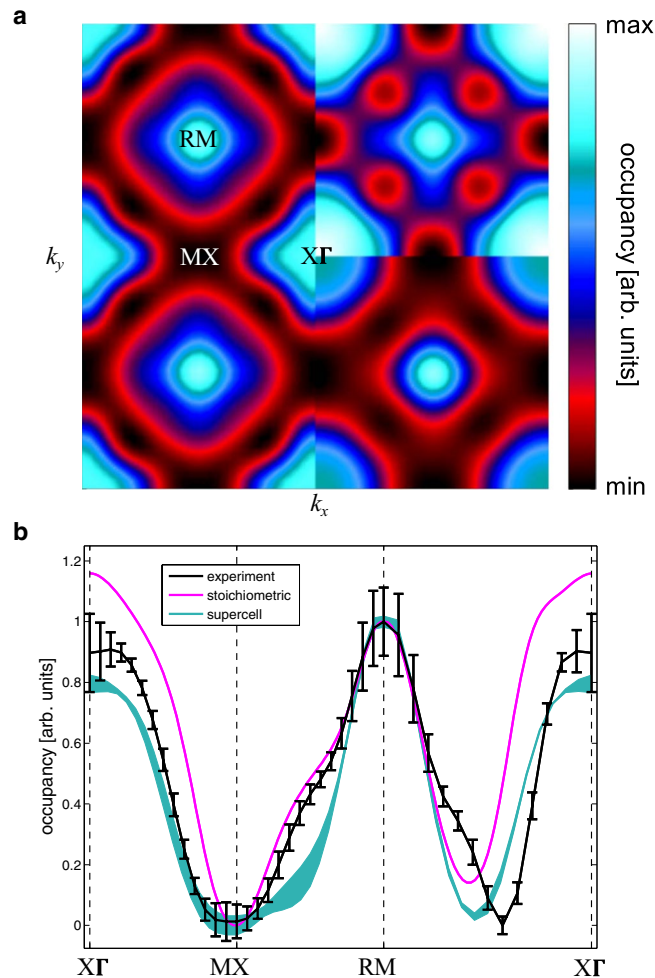 a
max
RM
MX
XΓ
k_y
occupancy [arb. units]
min
k_x
b
1.2
1
0.8
0.6
0.4
0.2
0
occupancy [arb. units]
experiment
stoichiometric
supercell
XΓ
MX
RM
XΓ